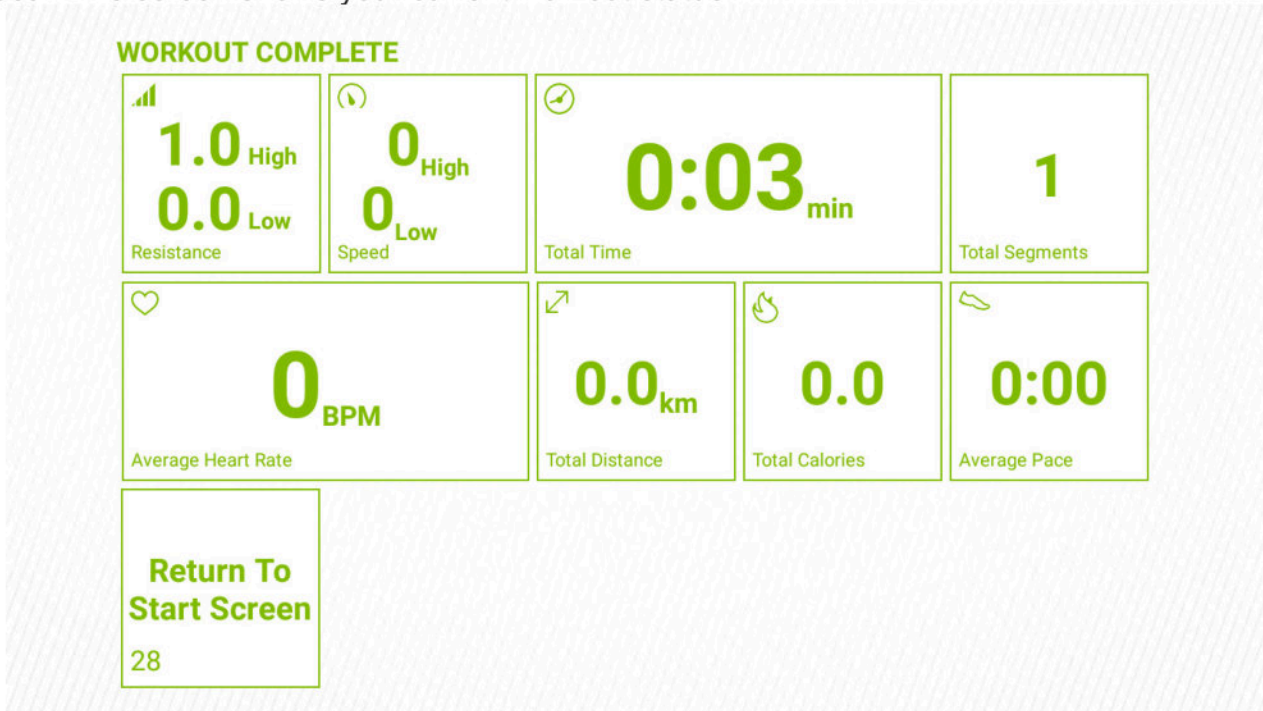 WORKOUT COMPLETE
1.0 High
0.0 Low
Resistance
0 High
0 Low
Speed
0:03 min
Total Time
1
Total Segments
0 BPM
Average Heart Rate
0.0 km
Total Distance
0.0
Total Calories
0:00
Average Pace
Return To
Start Screen
28